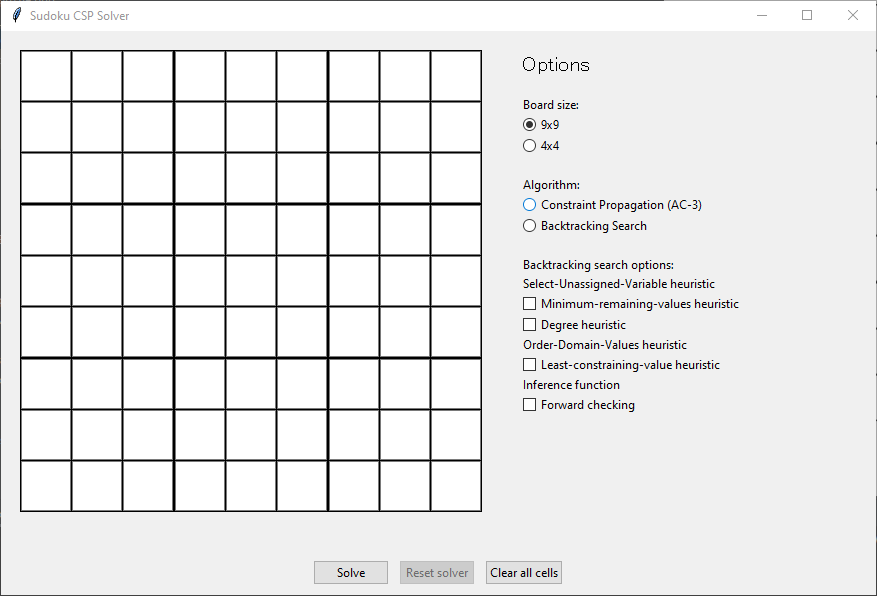 Sudoku CSP Solver
Options
Board size:
9x9
4x4
Algorithm:
Constraint Propagation (AC-3)
Backtracking Search
Backtracking search options:
Select-Unassigned-Variable heuristic
Minimum-remaining-values heuristic
Degree heuristic
Order-Domain-Values heuristic
Least-constraining-value heuristic
Inference function
Forward checking
Solve
Reset solver
Clear all cells